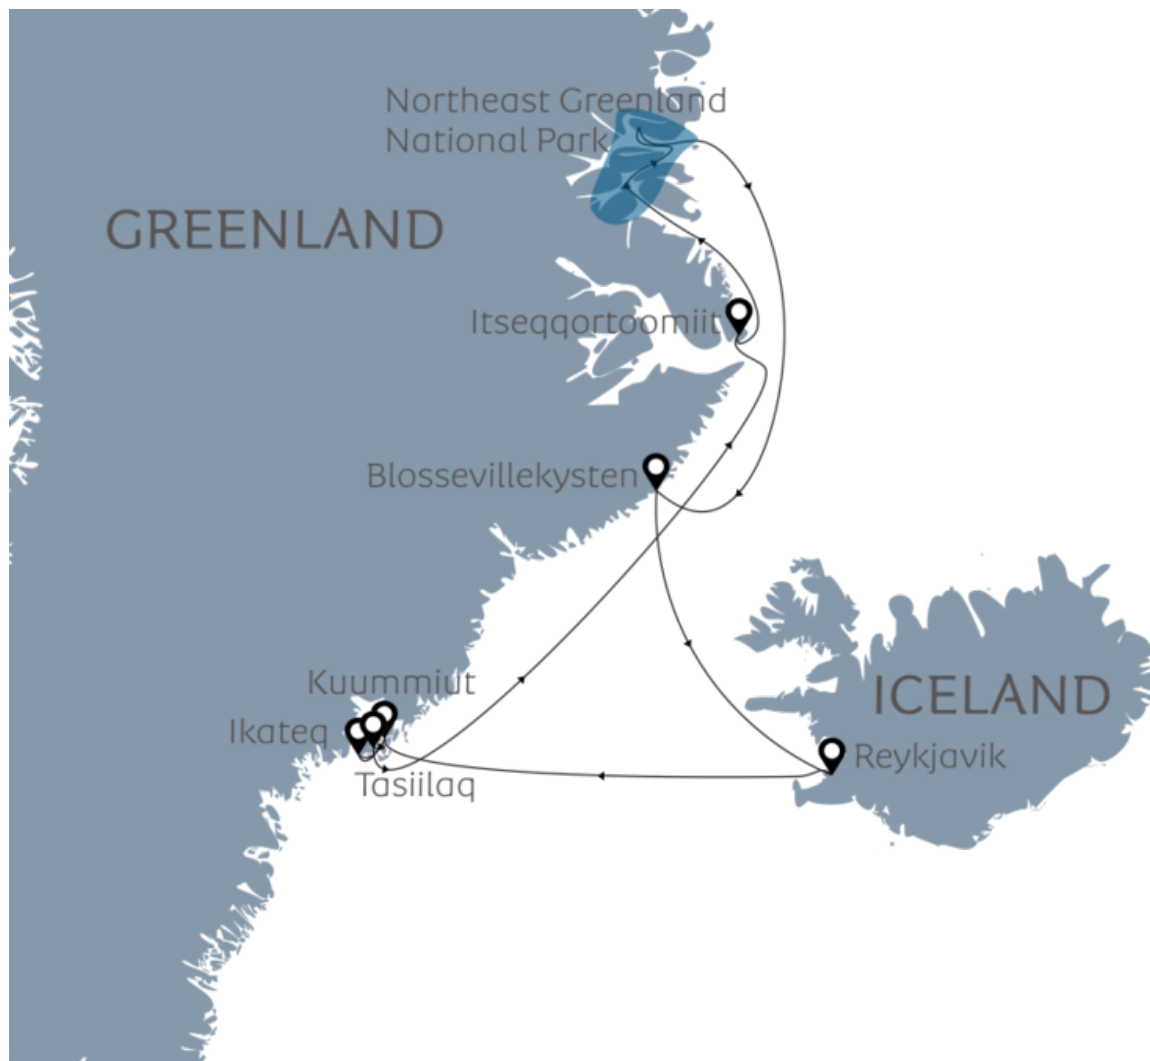 Northeast Greenland
National Park
GREENLAND
Itseqqortoomiit
Blossevillekysten
Kuummiut
ICELAND
Ikateq
Reykjavik
Tasiilaq